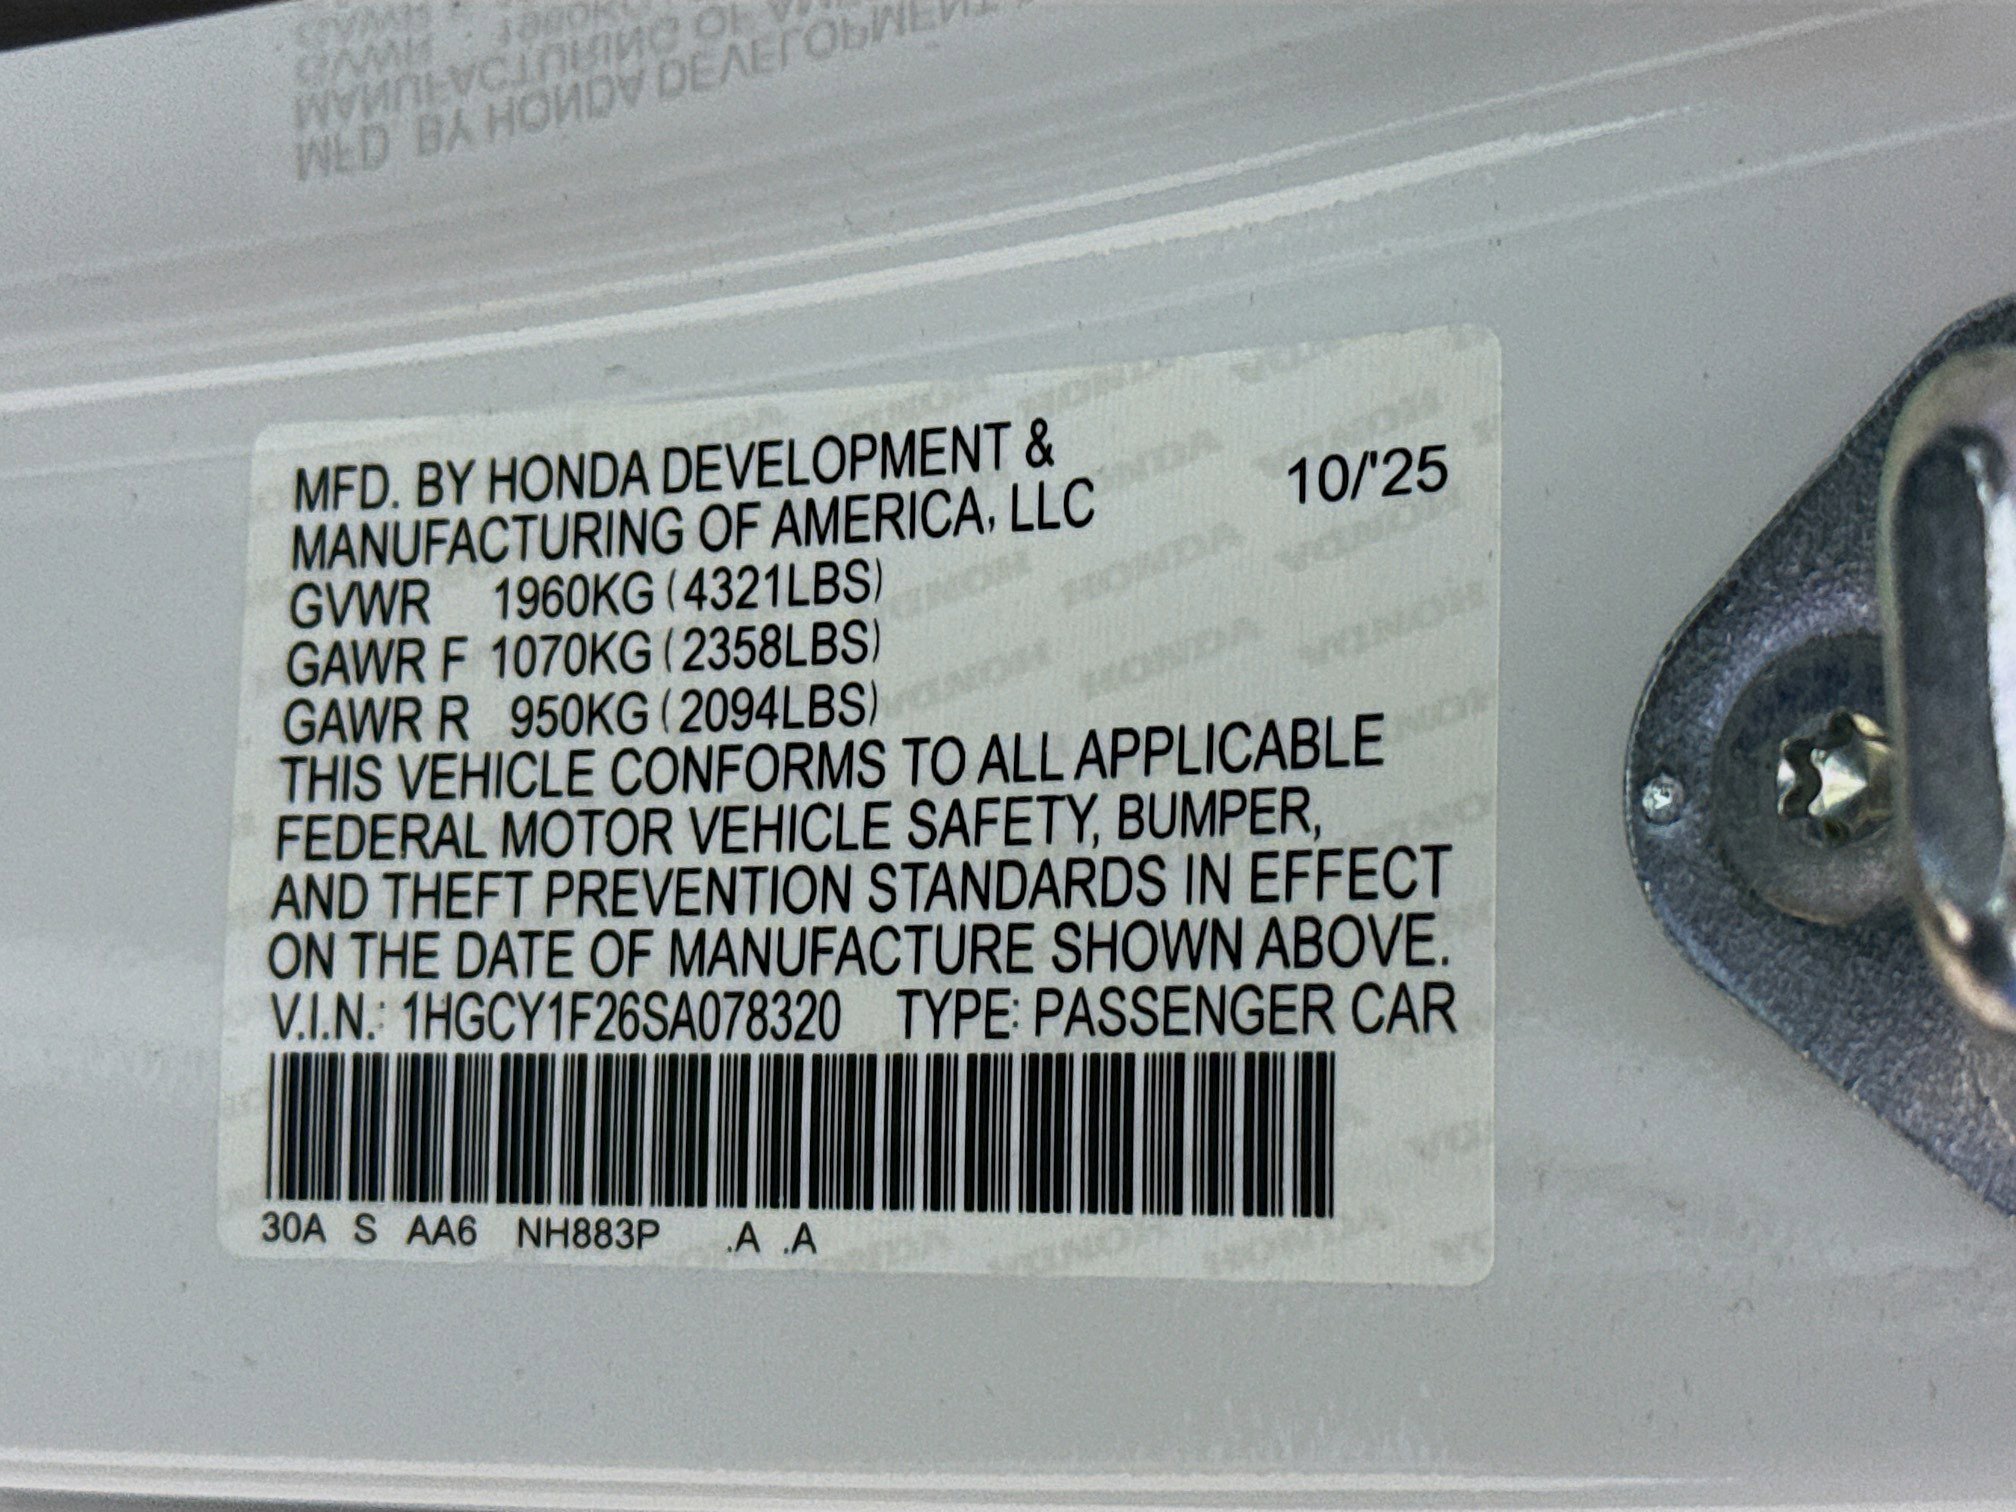 MFD. BY HONDA DEVELOPMENT &
MANUFACTURING OF AMERICA, LLC
10/'25
GVWR 1960KG (4321LBS)
GAWR F 1070KG (2358LBS)
GAWR R 950KG (2094LBS)
THIS VEHICLE CONFORMS TO ALL APPLICABLE
FEDERAL MOTOR VEHICLE SAFETY, BUMPER,
AND THEFT PREVENTION STANDARDS IN EFFECT
ON THE DATE OF MANUFACTURE SHOWN ABOVE.
V.I.N.: 1HGCY1F26SA078320 TYPE: PASSENGER CAR
30A S AA6 NH883P .A .A